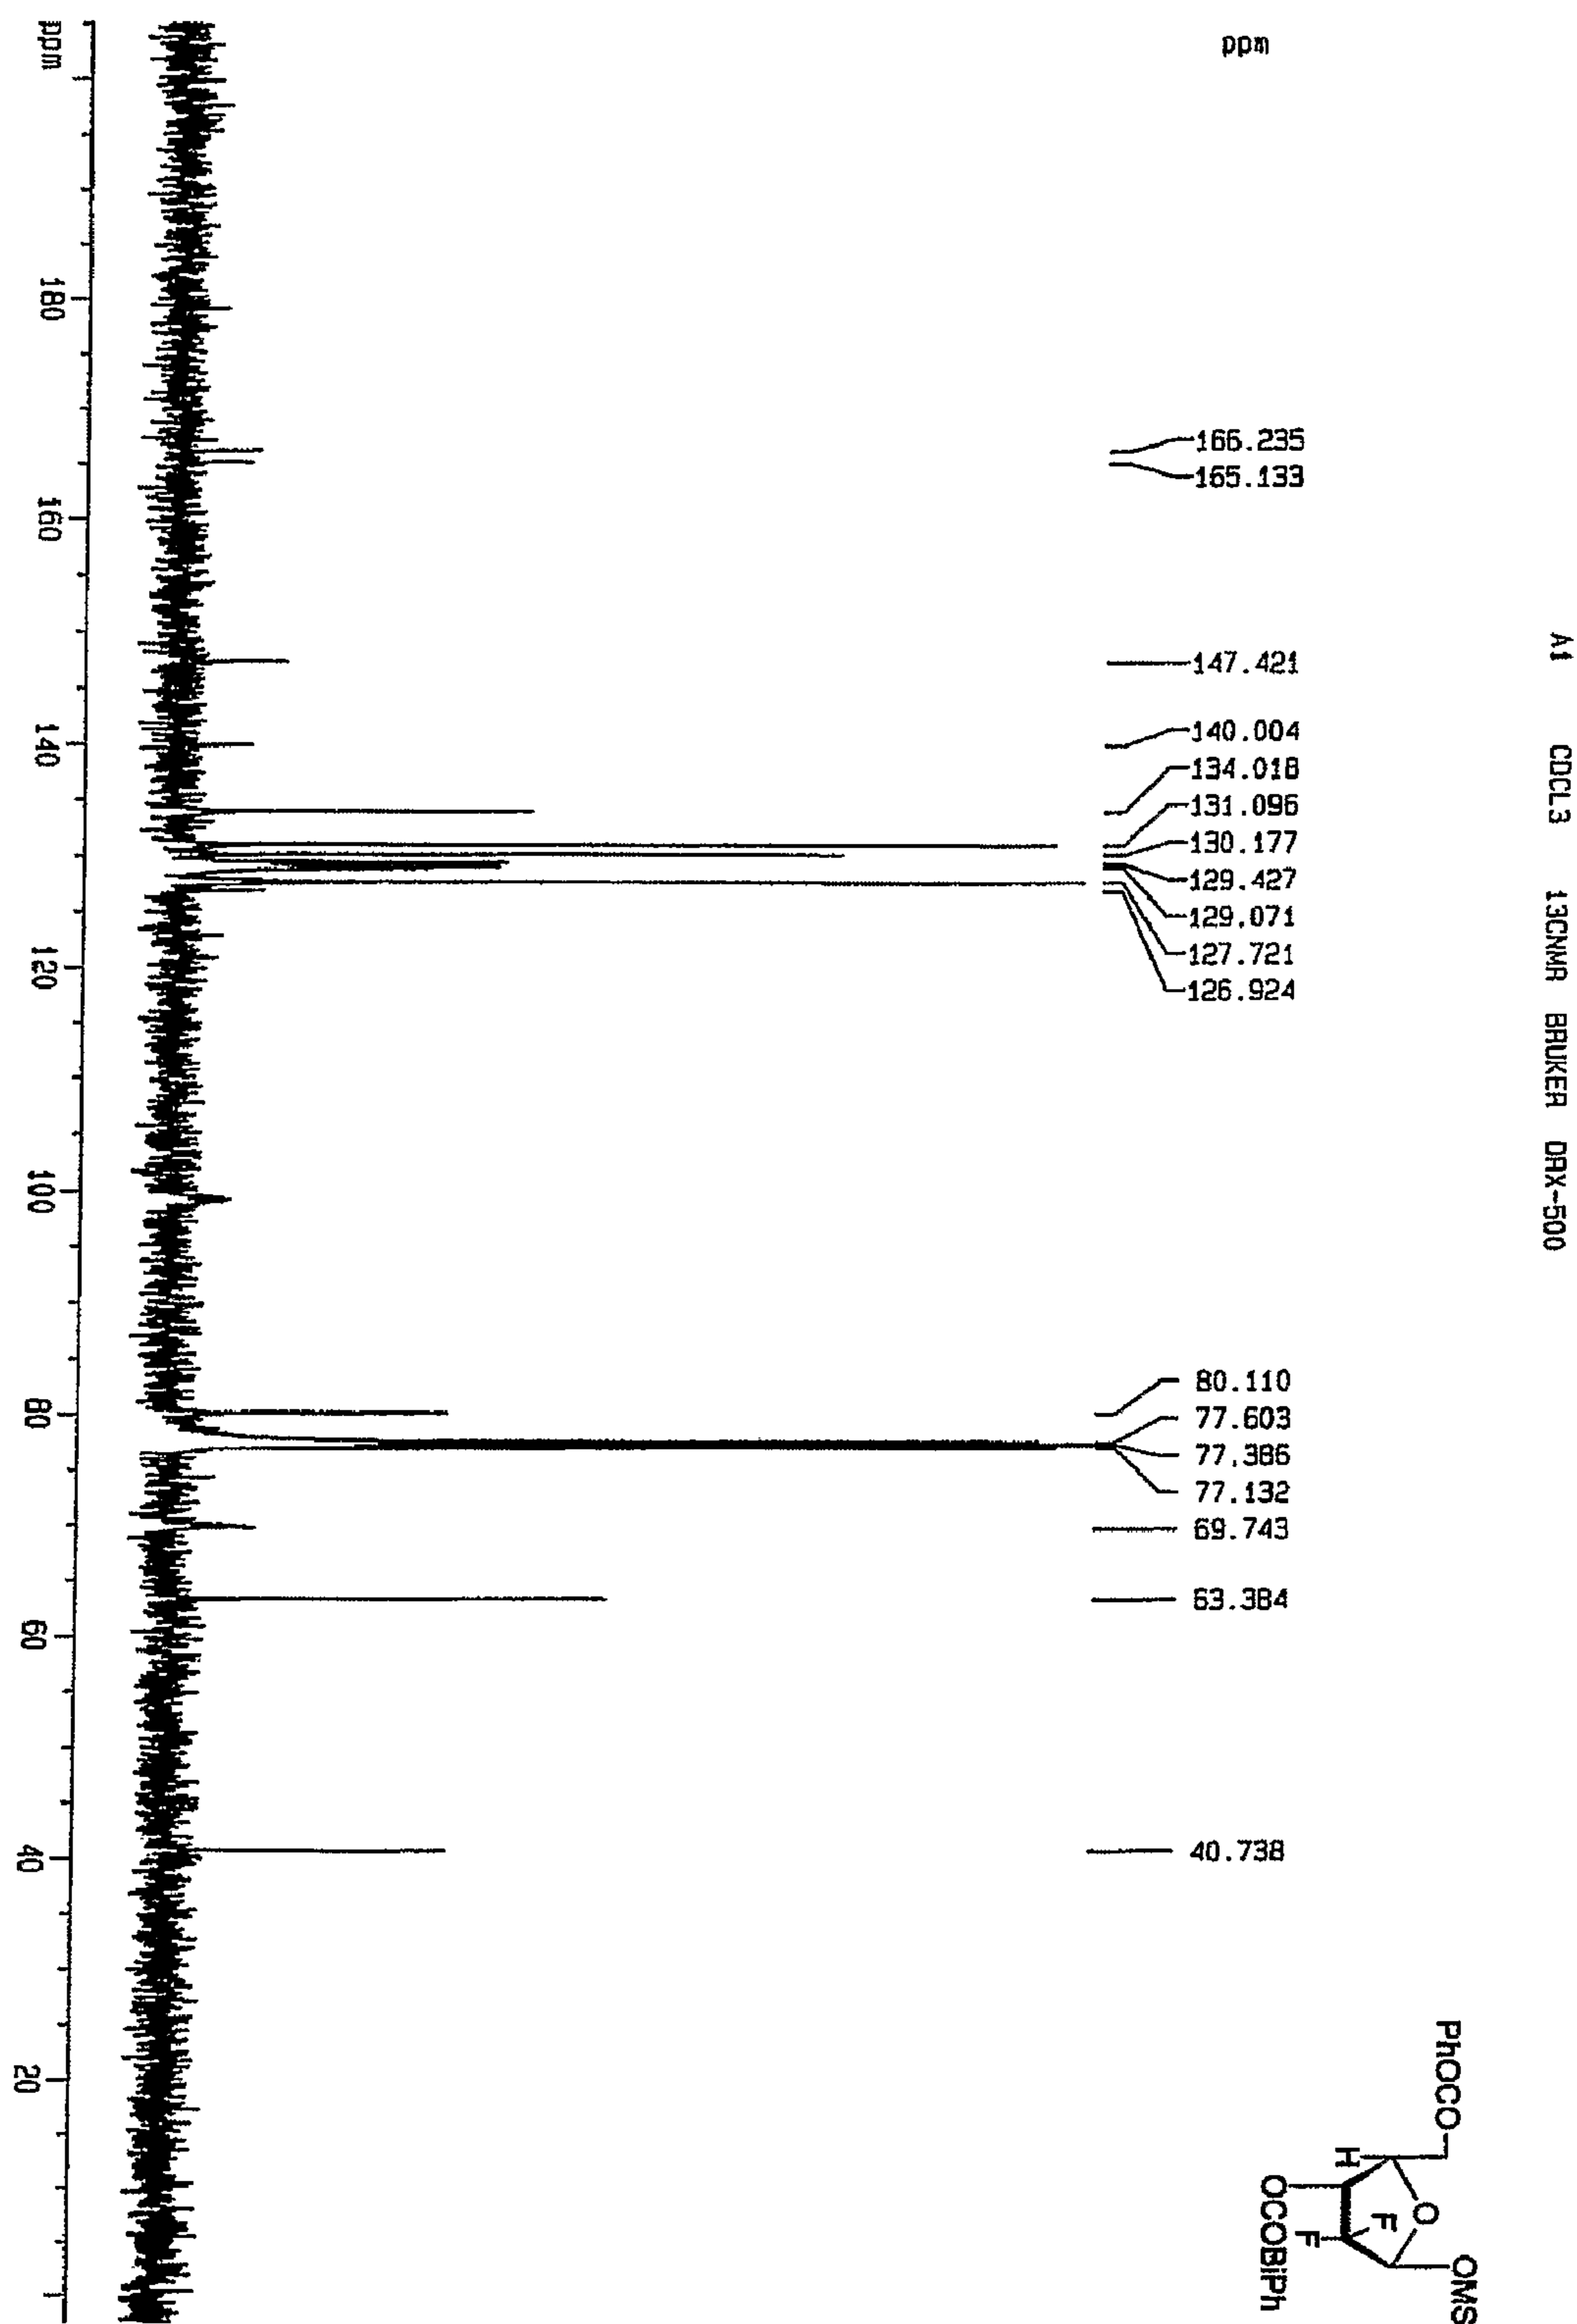 A1 CDCL3 13CNMR BRUKER DRX-500
ppm
166.235
165.133
147.421
140.004
134.018
131.096
130.177
129.427
129.071
127.721
126.924
80.110
77.603
77.386
77.132
69.743
63.384
40.738
ppm
180
160
140
120
100
80
60
40
20
PhOCO
H
O
F
F
OMS
OCOBiPh